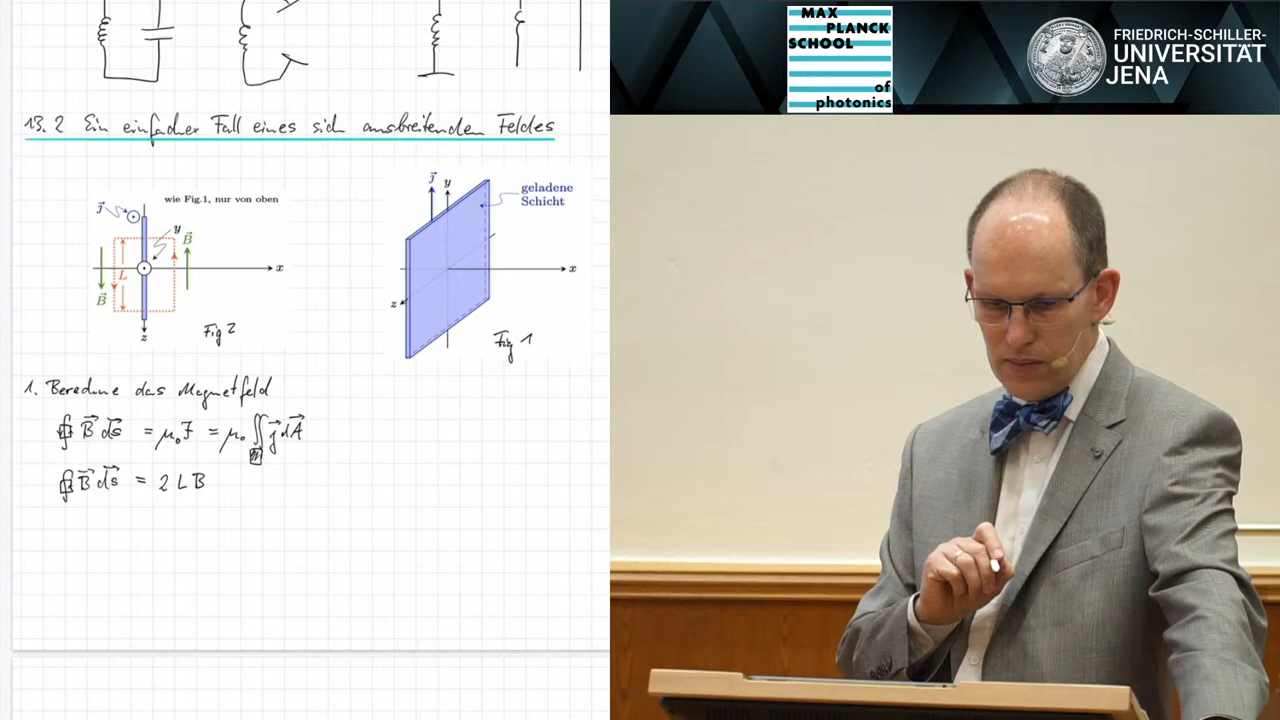 13.2 Ein einfacher Fall eines sich ausbreitenden Feldes
wie Fig.1, nur von oben
j⃗
y
B⃗
L
x
B⃗
z
Fig 2
j⃗ y
geladene
Schicht
x
z
Fig 1
1. Berechne das Magnetfeld
∮ B⃗ ds⃗ = μ₀ I = μ₀ ∬ j⃗ dA⃗
∮ B⃗ ds⃗ = 2 L B
MAX
PLANCK
SCHOOL
of
photonics
FRIEDRICH-SCHILLER-
UNIVERSITÄT
JENA